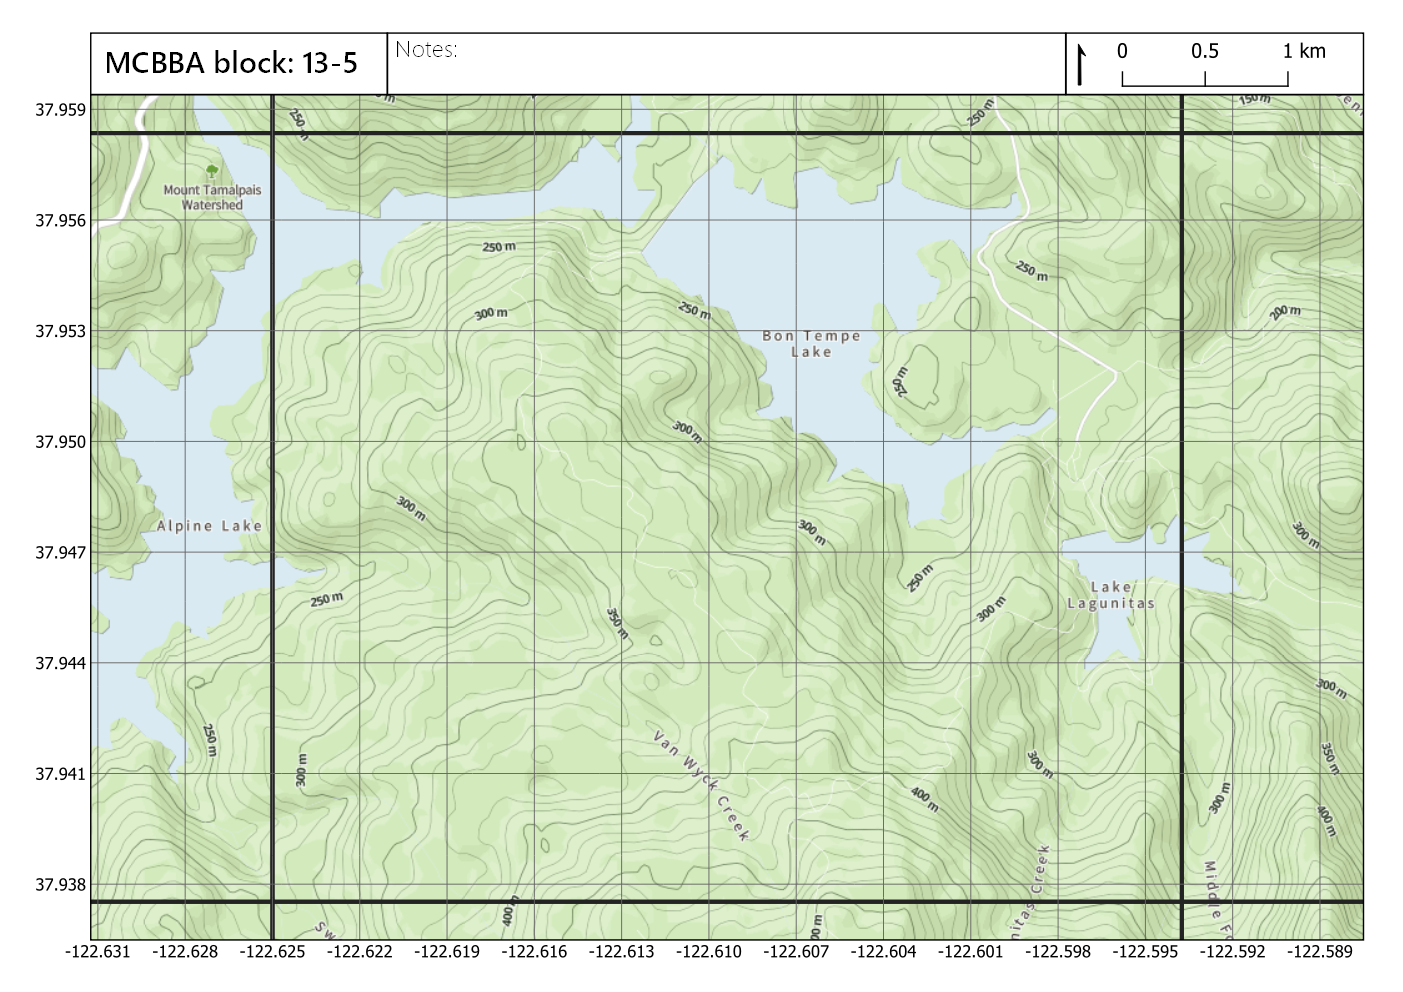 MCBBA block: 13-5
Notes:
0 0.5 1 km
37.959
37.956
37.953
37.950
37.947
37.944
37.941
37.938
250 m
250 m
150 m
Mount Tamalpais
Watershed
250 m
250 m
300 m
250 m
200 m
Bon Tempe
Lake
250 m
300 m
300 m
Alpine Lake
300 m
300 m
250 m
250 m
300 m
350 m
Lake
Lagunitas
300 m
250 m
300 m
Van Wyck Creek
300 m
350 m
400 m
300 m
400 m
nitas Creek
Middle Fo
400 m
Sw
-122.631 -122.628 -122.625 -122.622 -122.619 -122.616 -122.613 -122.610 -122.607 -122.604 -122.601 -122.598 -122.595 -122.592 -122.589